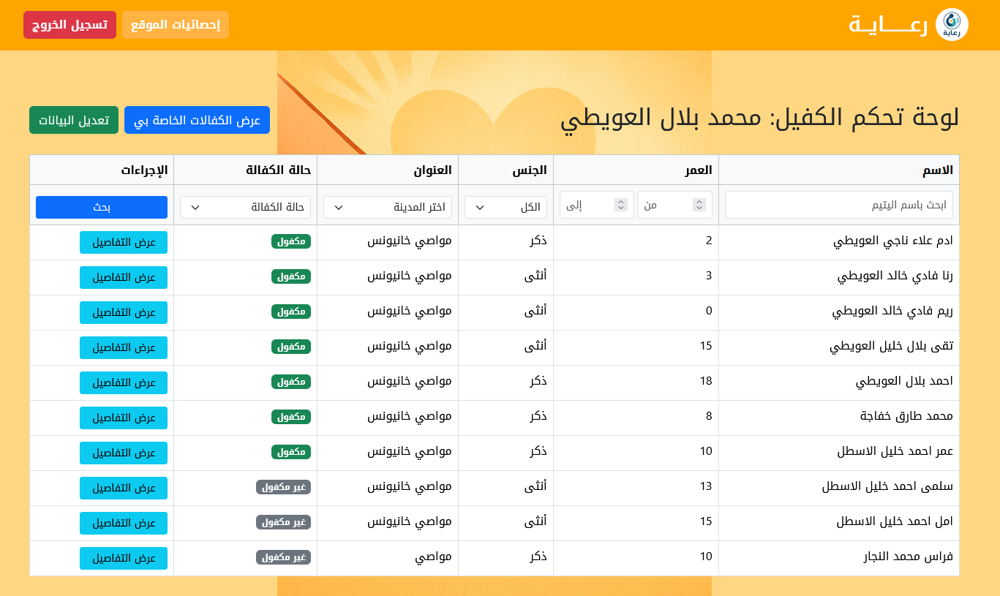 رعاية
رعـــــايـــة
إحصائيات الموقع
تسجيل الخروج
لوحة تحكم الكفيل: محمد بلال العويطي
عرض الكفالات الخاصة بي
تعديل البيانات
الاسم العمر الجنس العنوان حالة الكفالة الإجراءات
ابحث باسم اليتيم من إلى الكل اختر المدينة حالة الكفالة بحث
ادم علاء ناجي العويطي 2 ذكر مواصي خانيونس مكفول عرض التفاصيل
رنا فادي خالد العويطي 3 أنثى مواصي خانيونس مكفول عرض التفاصيل
ريم فادي خالد العويطي 0 أنثى مواصي خانيونس مكفول عرض التفاصيل
تقى بلال خليل العويطي 15 أنثى مواصي خانيونس مكفول عرض التفاصيل
احمد بلال العويطي 18 ذكر مواصي خانيونس مكفول عرض التفاصيل
محمد طارق خفاجة 8 ذكر مواصي خانيونس مكفول عرض التفاصيل
عمر احمد خليل الاسطل 10 ذكر مواصي خانيونس مكفول عرض التفاصيل
سلمى احمد خليل الاسطل 13 أنثى مواصي خانيونس غير مكفول عرض التفاصيل
امل احمد خليل الاسطل 15 أنثى مواصي خانيونس غير مكفول عرض التفاصيل
فراس محمد النجار 10 ذكر مواصي غير مكفول عرض التفاصيل